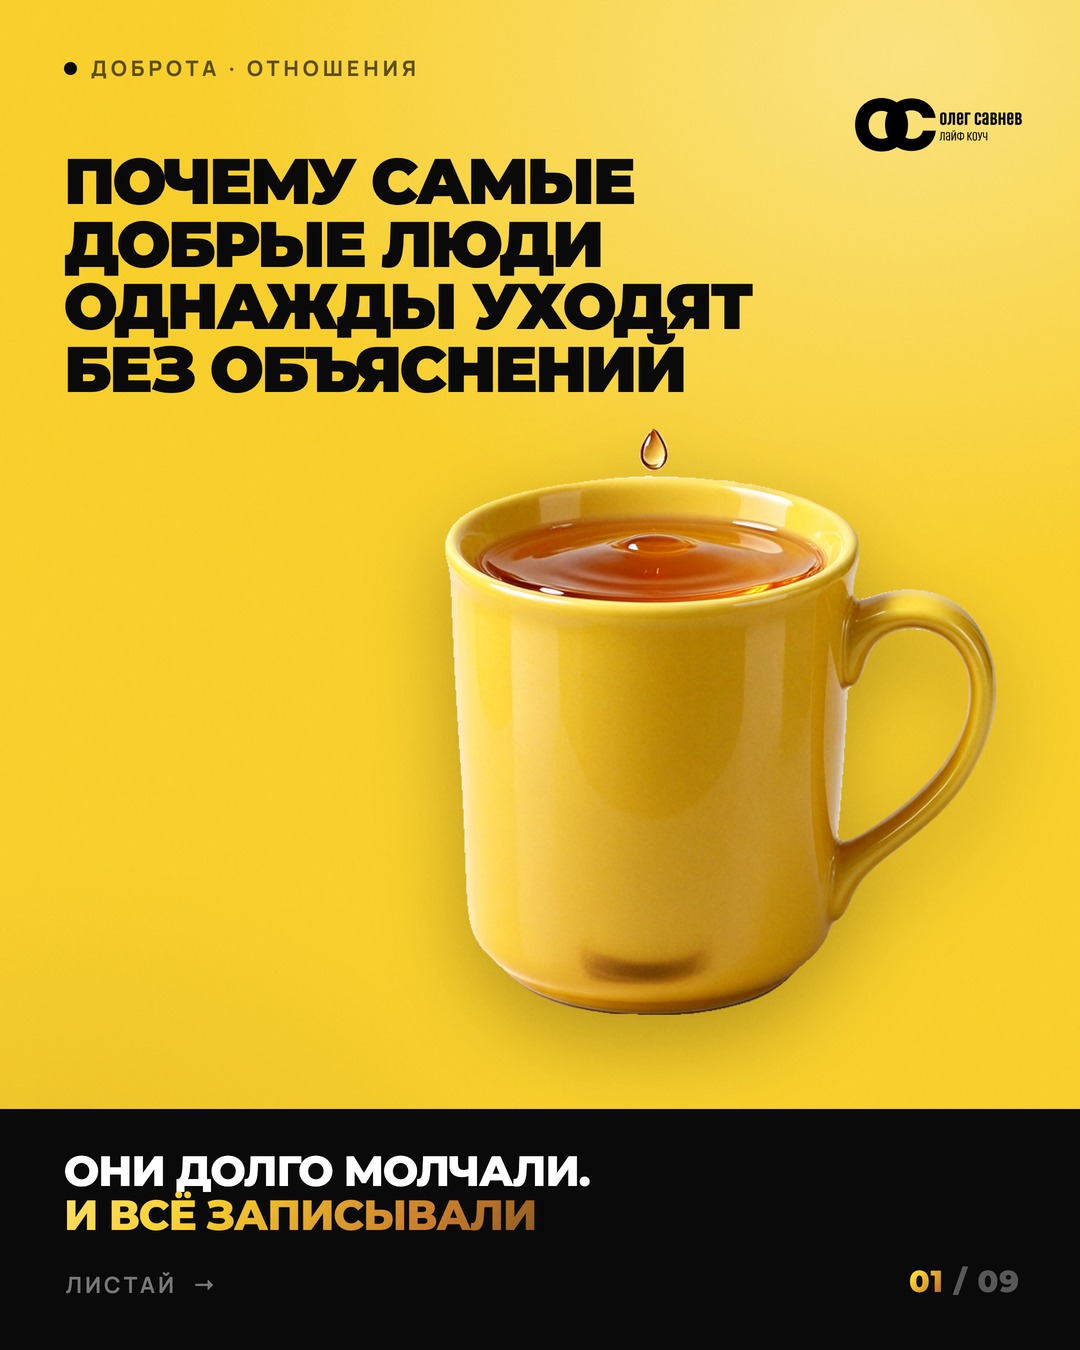 ДОБРОТА · ОТНОШЕНИЯ
ОС
олег савнев
ЛАЙФ КОУЧ
ПОЧЕМУ САМЫЕ
ДОБРЫЕ ЛЮДИ
ОДНАЖДЫ УХОДЯТ
БЕЗ ОБЪЯСНЕНИЙ
ОНИ ДОЛГО МОЛЧАЛИ.
И ВСЁ ЗАПИСЫВАЛИ
ЛИСТАЙ →
01 / 09